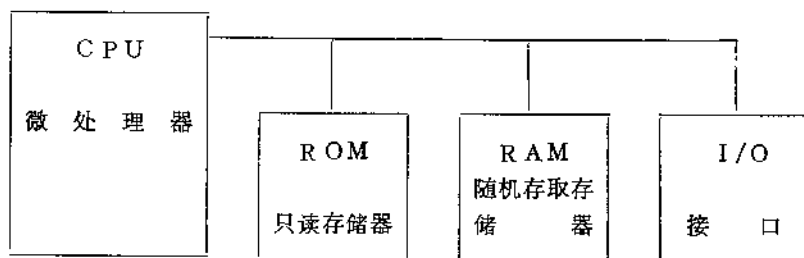 CPU
微处理器
ROM
只读存储器
RAM
随机存取存
储器
I/O
接口